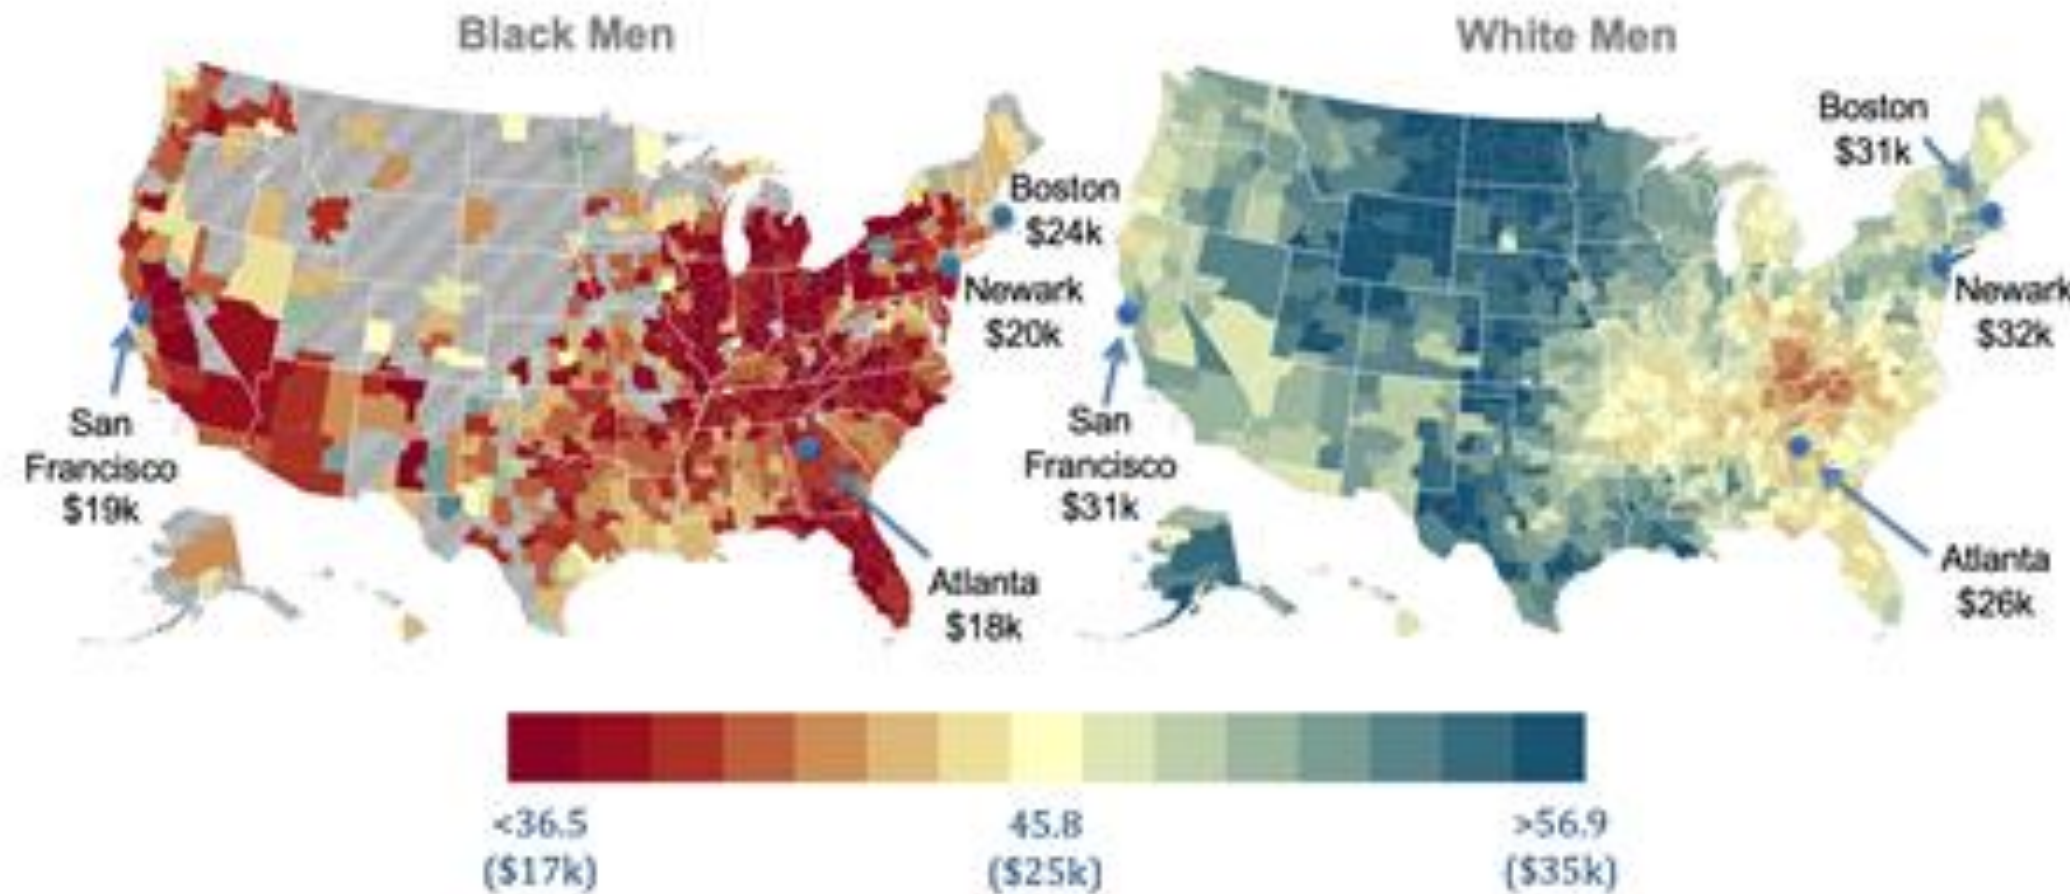 Black Men
Boston
$24k
Newark
$20k
San
Francisco
$19k
Atlanta
$18k
White Men
Boston
$31k
Newark
$32k
San
Francisco
$31k
Atlanta
$26k
<36.5
($17k)
45.8
($25k)
>56.9
($35k)